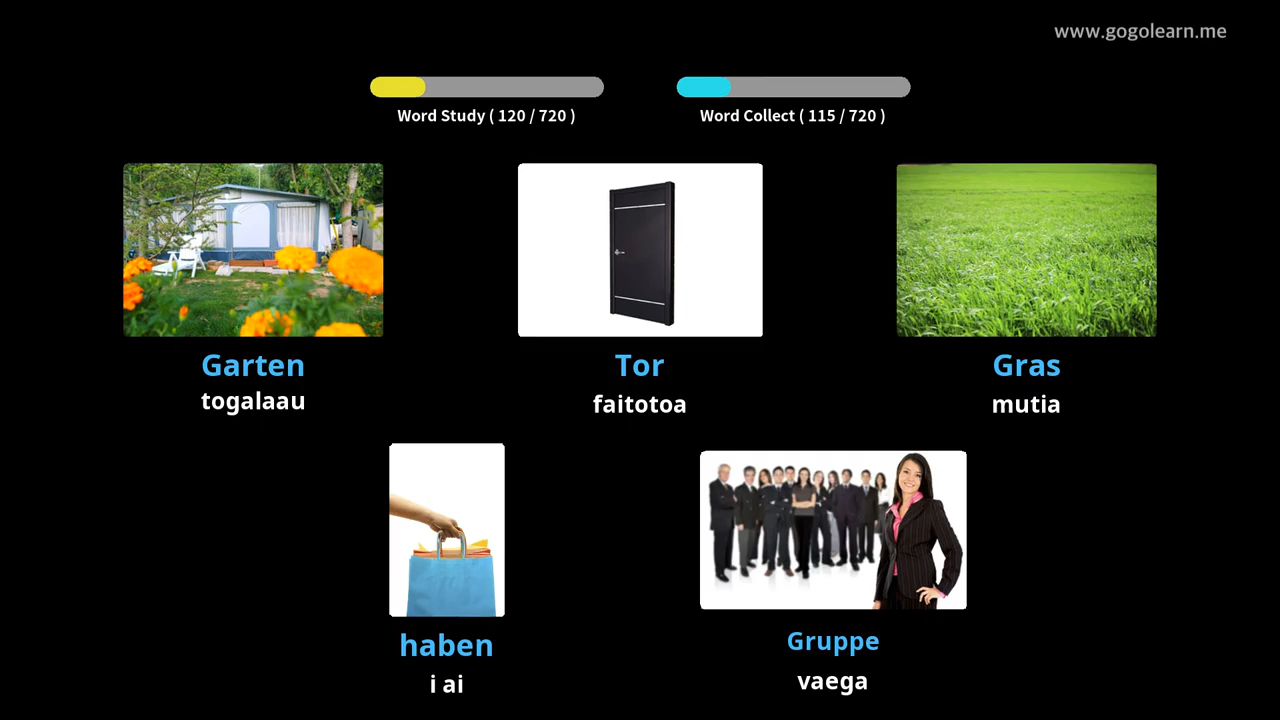 www.gogolearn.me
Word Study ( 120 / 720 )
Word Collect ( 115 / 720 )
Garten
togalaau
Tor
faitotoa
Gras
mutia
haben
i ai
Gruppe
vaega